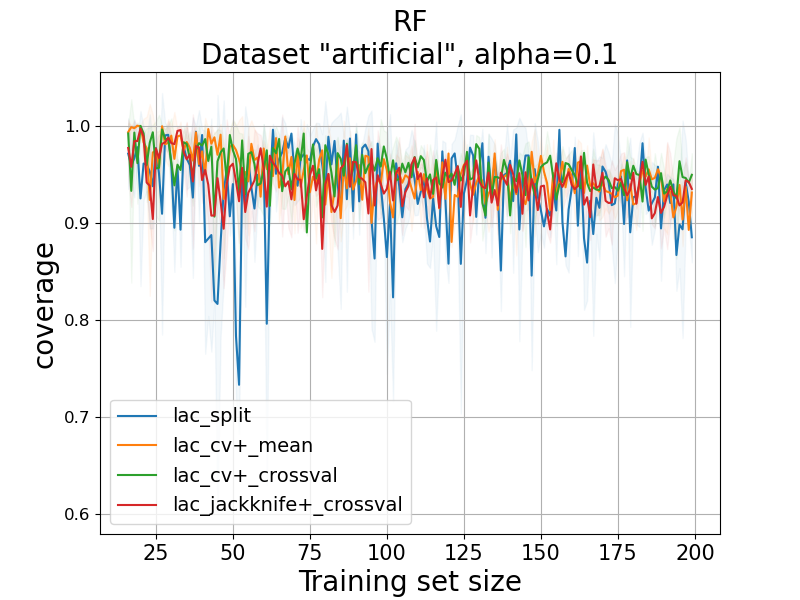 RF
Dataset "artificial", alpha=0.1
coverage
1.0
0.9
0.8
0.7
0.6
lac_split
lac_cv+_mean
lac_cv+_crossval
lac_jackknife+_crossval
25 50 75 100 125 150 175 200
Training set size